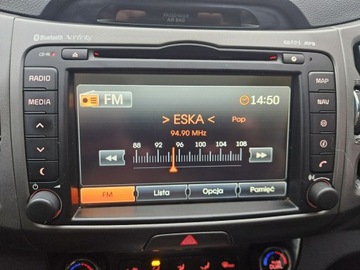 Bluetooth infinity
RADIO
MEDIA
MAP
NAV
FM
14:50
> ESKA <
Pop
94.90 MHz
88 92 96 100 104 108
FM
Lista
Opcja
Pamięć